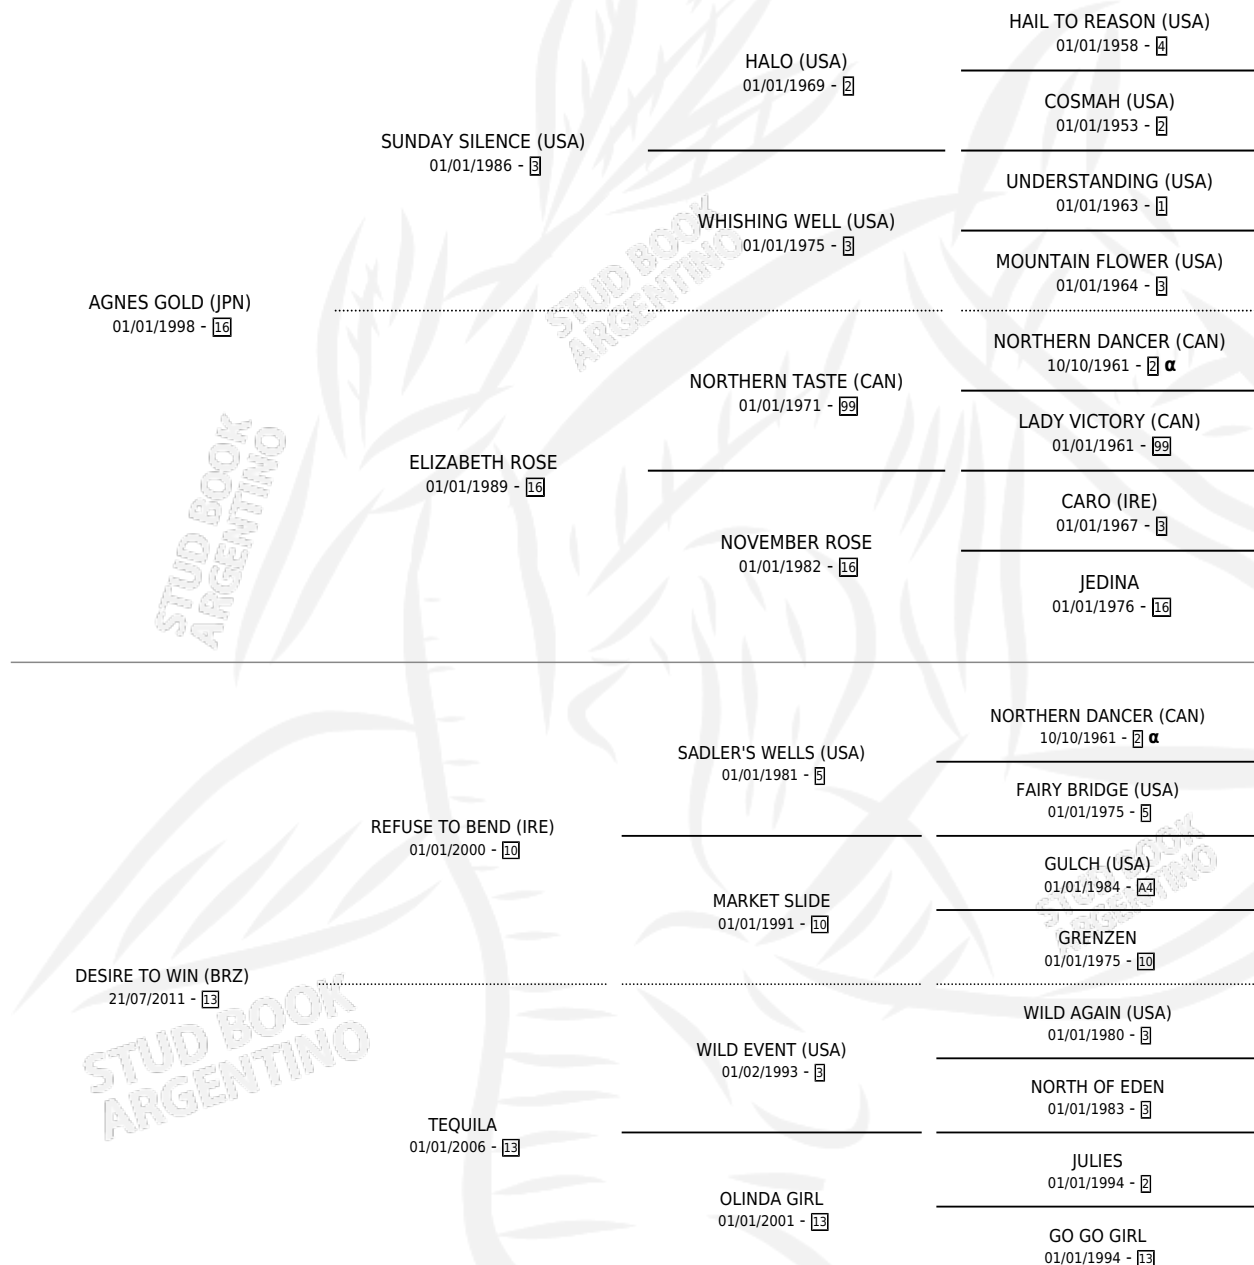 HAIL TO REASON (USA)
01/01/1958 - 4
HALO (USA)
01/01/1969 - 2
COSMAH (USA)
01/01/1953 - 2
SUNDAY SILENCE (USA)
01/01/1986 - 3
UNDERSTANDING (USA)
01/01/1963 - 1
WHISHING WELL (USA)
01/01/1975 - 3
MOUNTAIN FLOWER (USA)
01/01/1964 - 3
AGNES GOLD (JPN)
01/01/1998 - 16
NORTHERN DANCER (CAN)
10/10/1961 - 2 α
NORTHERN TASTE (CAN)
01/01/1971 - 99
LADY VICTORY (CAN)
01/01/1961 - 99
ELIZABETH ROSE
01/01/1989 - 16
CARO (IRE)
01/01/1967 - 3
NOVEMBER ROSE
01/01/1982 - 16
JEDINA
01/01/1976 - 16
NORTHERN DANCER (CAN)
10/10/1961 - 2 α
SADLER'S WELLS (USA)
01/01/1981 - 5
FAIRY BRIDGE (USA)
01/01/1975 - 5
REFUSE TO BEND (IRE)
01/01/2000 - 10
GULCH (USA)
01/01/1984 - A4
MARKET SLIDE
01/01/1991 - 10
GRENZEN
01/01/1975 - 10
DESIRE TO WIN (BRZ)
21/07/2011 - 13
WILD AGAIN (USA)
01/01/1980 - 3
WILD EVENT (USA)
01/02/1993 - 3
NORTH OF EDEN
01/01/1983 - 3
TEQUILA
01/01/2006 - 13
JULIES
01/01/1994 - 2
OLINDA GIRL
01/01/2001 - 13
GO GO GIRL
01/01/1994 - 13
STUD BOOK
ARGENTINO
STUD BOOK
ARGENTINO
STUD BOOK
ARGENTINO
STUD BOOK
ARGENTINO